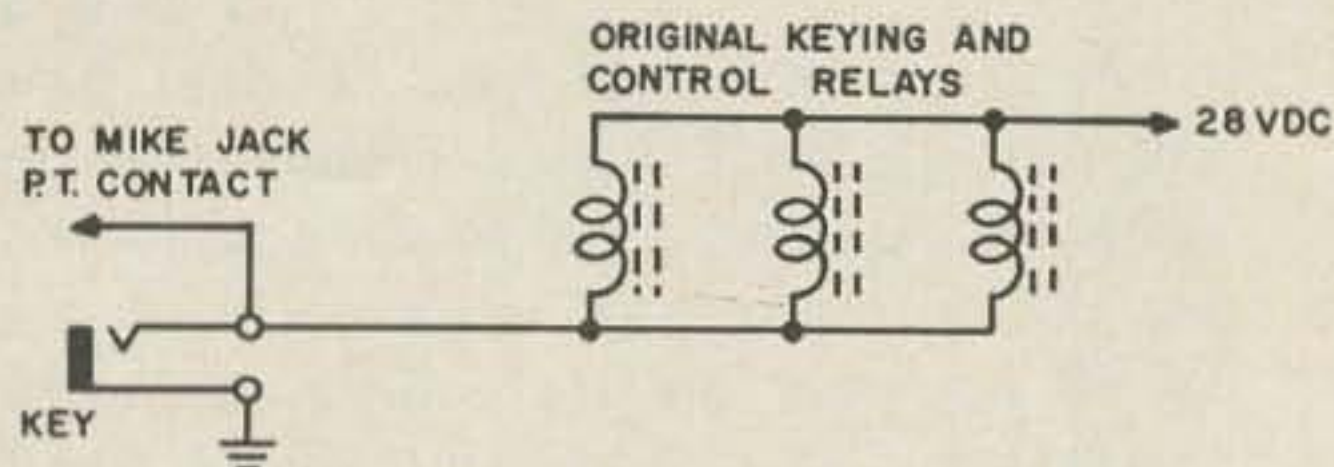 ORIGINAL KEYING AND
CONTROL RELAYS
28 VDC
TO MIKE JACK
P.T. CONTACT
KEY